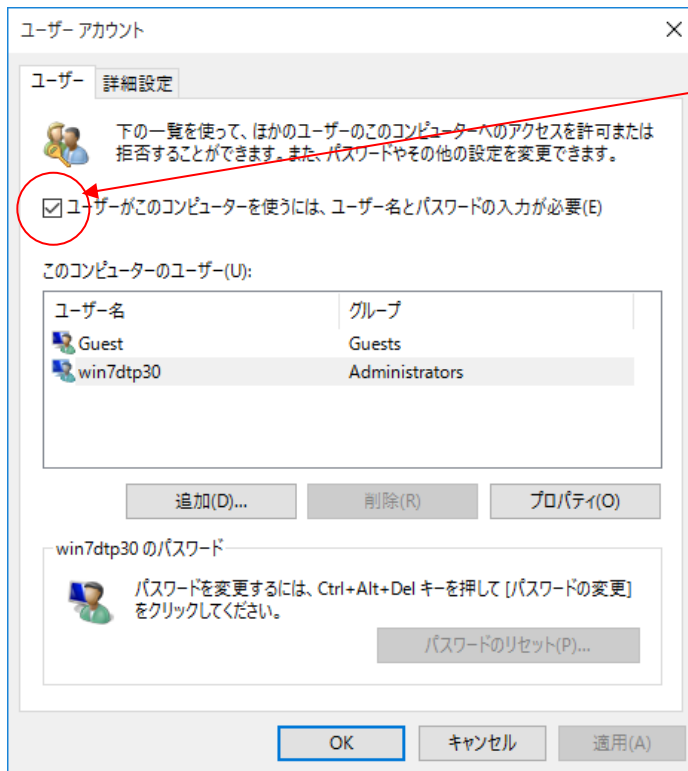 ユーザー アカウント
ユーザー 詳細設定
下の一覧を使って、ほかのユーザーのこのコンピューターへのアクセスを許可または
拒否することができます。また、パスワードやその他の設定を変更できます。
ユーザーがこのコンピューターを使うには、ユーザー名とパスワードの入力が必要(E)
このコンピューターのユーザー(U):
ユーザー名 グループ
Guest Guests
win7dtp30 Administrators
追加(D)... 削除(R) プロパティ(O)
win7dtp30 のパスワード
パスワードを変更するには、Ctrl+Alt+Del キーを押して [パスワードの変更]
をクリックしてください。
パスワードのリセット(P)...
OK キャンセル 適用(A)